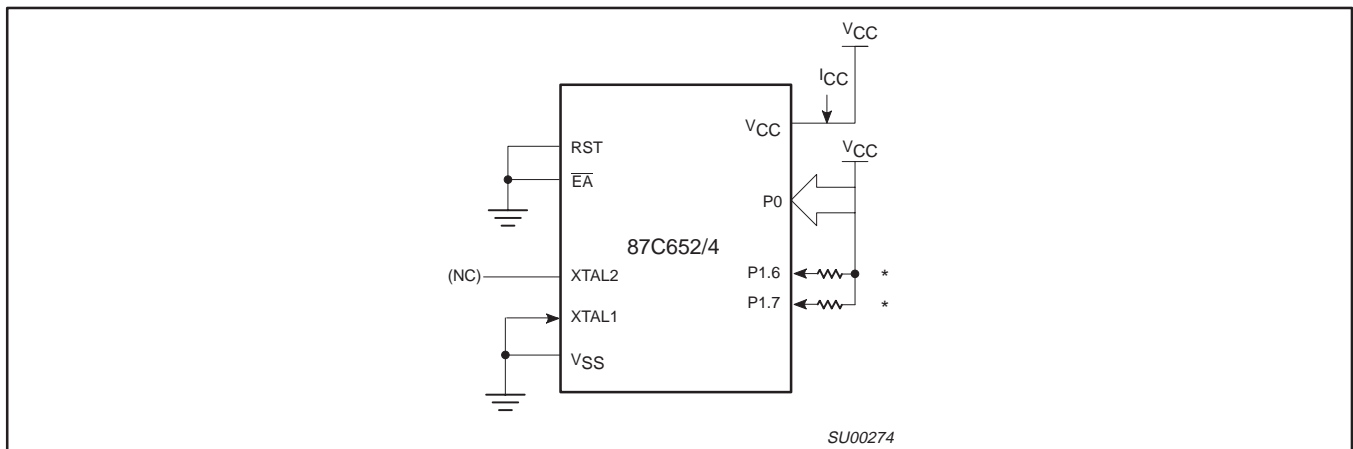 VCC
ICC
VCC
RST
VCC
EA
P0
87C652/4
(NC)
XTAL2
P1.6
*
P1.7
*
XTAL1
VSS
SU00274